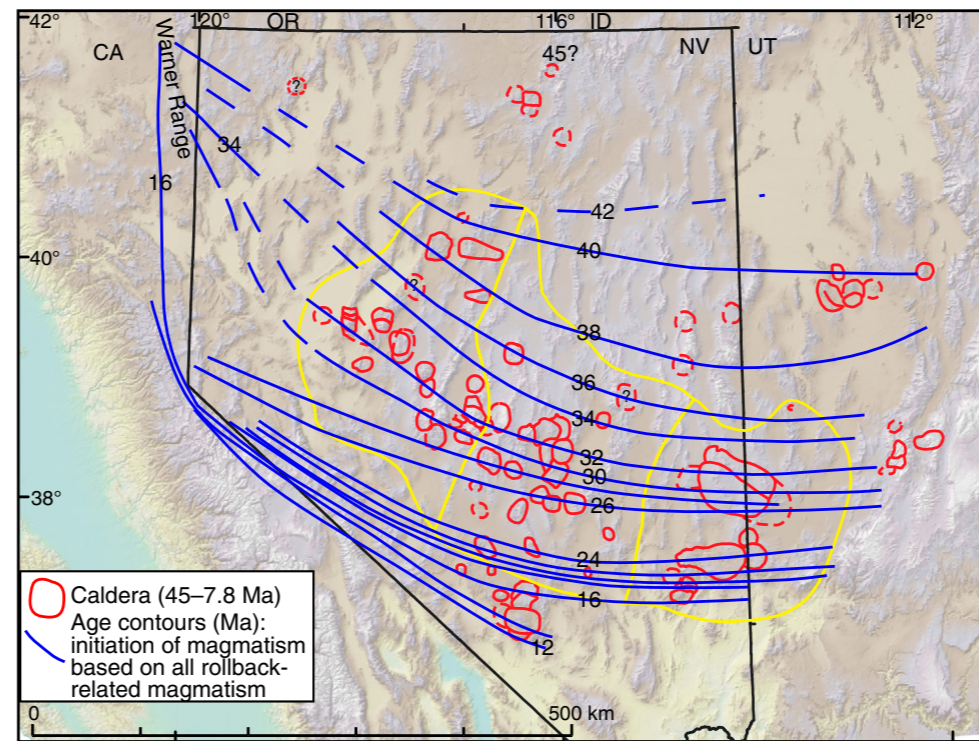 42° 120° OR 116° ID 112°
CA Warner Range 45? NV UT
?
34
16
42
40° 40
?
38
36
?
34
32
30
38° 26
24
16
12
Caldera (45–7.8 Ma)
Age contours (Ma):
initiation of magmatism
based on all rollback-
related magmatism
0 500 km